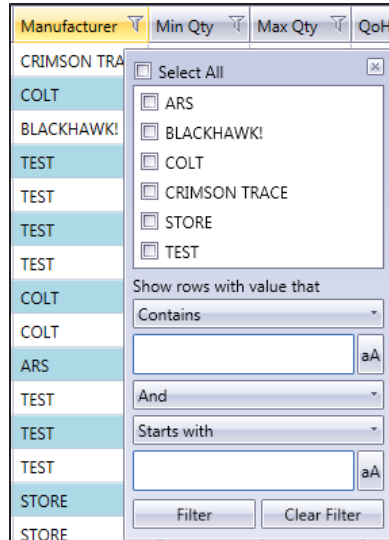 Manufacturer Min Qty Max Qty QoH
CRIMSON TRA
COLT
BLACKHAWK!
TEST
TEST
TEST
TEST
COLT
COLT
ARS
TEST
TEST
TEST
STORE
STORE
Select All
ARS
BLACKHAWK!
COLT
CRIMSON TRACE
STORE
TEST
Show rows with value that
Contains
aA
And
Starts with
aA
Filter Clear Filter